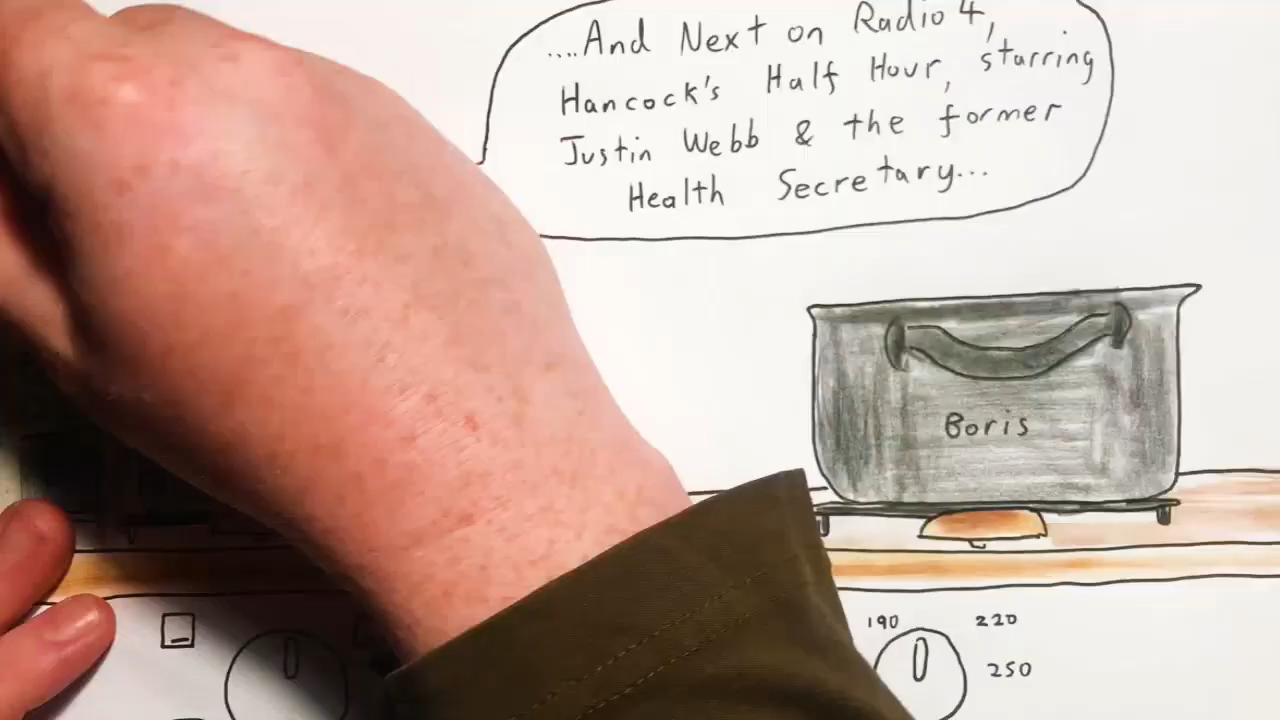 ....And Next on Radio 4,
Hancock's Half Hour, starring
Justin Webb & the former
Health Secretary...
Boris
190 220
250